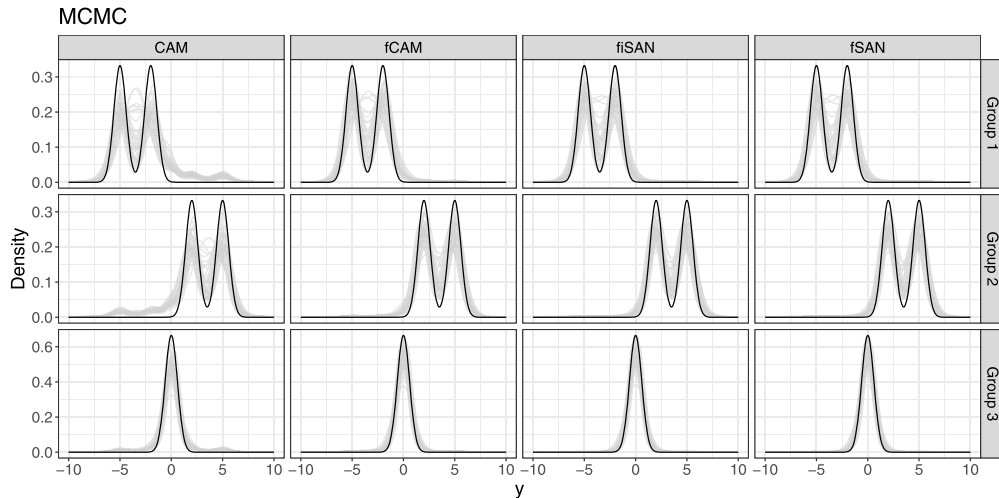 MCMC
CAM fCAM fiSAN fSAN
0.3
0.2
0.1
0.0
Group 1
0.3
0.2
0.1
0.0
Group 2
0.6
0.4
0.2
0.0
Group 3
Density
−10 −5 0 5 10 −10 −5 0 5 10 −10 −5 0 5 10 −10 −5 0 5 10
y